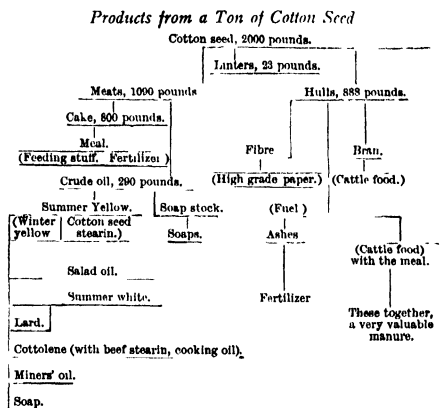 Products from a Ton of Cotton Seed
Cotton seed, 2000 pounds.
Linters, 23 pounds.
Meats, 1090 pounds
Hulls, 888 pounds.
Cake, 800 pounds.
Meal.
(Feeding stuff. Fertilizer)
Fibre
(High grade paper.)
Bran.
(Cattle food.)
Crude oil, 290 pounds.
Summer Yellow.
Soap stock.
(Winter yellow
Cotton seed stearin.)
Soaps.
(Fuel)
Ashes
Fertilizer
(Cattle food)
with the meal.
These together,
a very valuable
manure.
Salad oil.
Summer white.
Lard.
Cottolene (with beef stearin, cooking oil).
Miners' oil.
Soap.